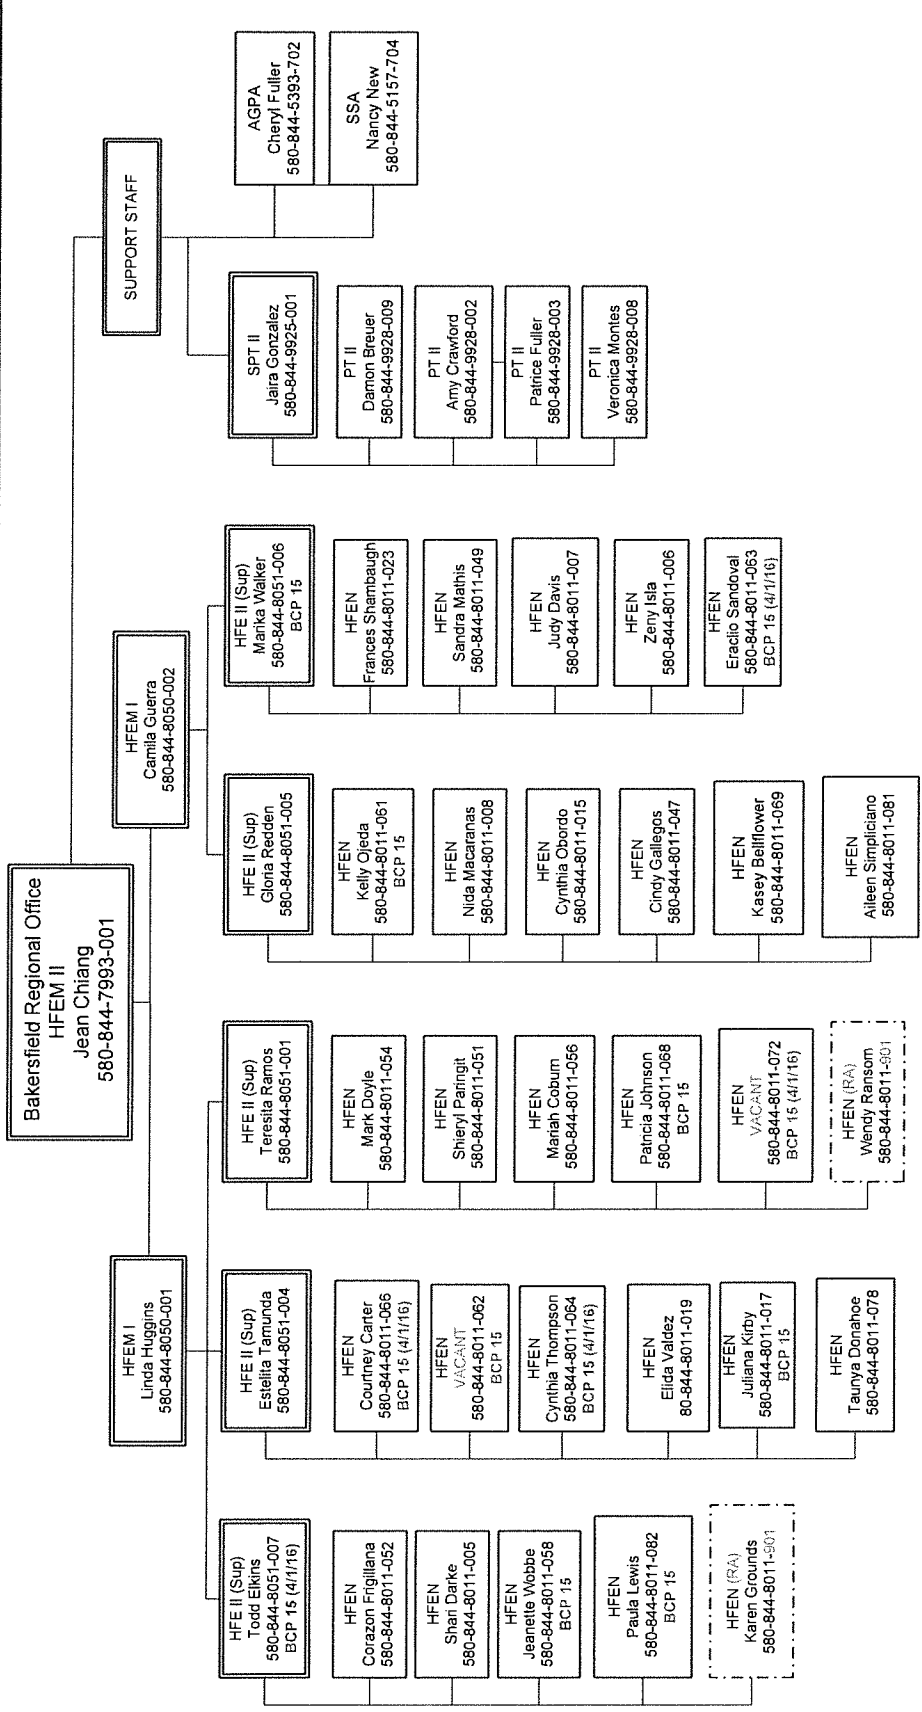 Bakersfield Regional Office
HFEM II
Jean Chiang
580-844-7993-001
HFEM I
Linda Huggins
580-844-8050-001
HFEM I
Camila Guerra
580-844-8050-002
SUPPORT STAFF
HFE II (Sup)
Todd Elkins
580-844-8051-007
BCP 15 (4/1/16)
HFEN
Corazon Frigillana
580-844-8011-052
HFEN
Shari Darke
580-844-8011-005
HFEN
Jeanette Wobbe
580-844-8011-058
BCP 15
HFEN
Paula Lewis
580-844-8011-082
BCP 15
HFEN (RA)
Karen Grounds
580-844-8011-901
HFE II (Sup)
Estelita Tamunda
580-844-8051-004
HFEN
Courtney Carter
580-844-8011-066
BCP 15 (4/1/16)
HFEN
VACANT
580-844-8011-062
BCP 15
HFEN
Cynthia Thompson
580-844-8011-064
BCP 15 (4/1/16)
HFEN
Elida Valdez
80-844-8011-019
HFEN
Juliana Kirby
580-844-8011-017
BCP 15
HFEN
Taunya Donahoe
580-844-8011-078
HFE II (Sup)
Teresita Ramos
580-844-8051-001
HFEN
Mark Doyle
580-844-8011-054
HFEN
Shieryl Paringit
580-844-8011-051
HFEN
Mariah Coburn
580-844-8011-056
HFEN
Patricia Johnson
580-844-8011-068
BCP 15
HFEN
VACANT
580-844-8011-072
BCP 15 (4/1/16)
HFEN (RA)
Wendy Ransom
580-844-8011-901
HFE II (Sup)
Gloria Redden
580-844-8051-005
HFEN
Kelly Ojeda
580-844-8011-061
BCP 15
HFEN
Nida Macaranas
580-844-8011-008
HFEN
Cynthia Obordo
580-844-8011-015
HFEN
Cindy Gallegos
580-844-8011-047
HFEN
Kasey Bellflower
580-844-8011-069
HFEN
Aileen Simpliciano
580-844-8011-081
HFE II (Sup)
Marika Walker
580-844-8051-006
BCP 15
HFEN
Frances Shambaugh
580-844-8011-023
HFEN
Sandra Mathis
580-844-8011-049
HFEN
Judy Davis
580-844-8011-007
HFEN
Zeny Isla
580-844-8011-006
HFEN
Eraclio Sandoval
580-844-8011-063
BCP 15 (4/1/16)
SPT II
Jaira Gonzalez
580-844-9925-001
PT II
Damon Breuer
580-844-9928-009
PT II
Amy Crawford
580-844-9928-002
PT II
Patrice Fuller
580-844-9928-003
PT II
Veronica Montes
580-844-9928-008
AGPA
Cheryl Fuller
580-844-5393-702
SSA
Nancy New
580-844-5157-704